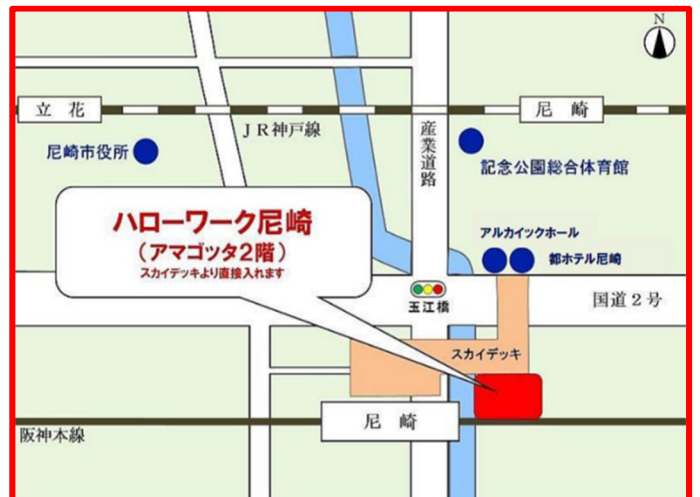 N
立花
尼崎
JR神戸線
尼崎市役所
産業道路
記念公園総合体育館
ハローワーク尼崎
(アマゴッタ2階)
スカイデッキより直接入れます
アルカイックホール
都ホテル尼崎
玉江橋
国道2号
スカイデッキ
尼崎
阪神本線